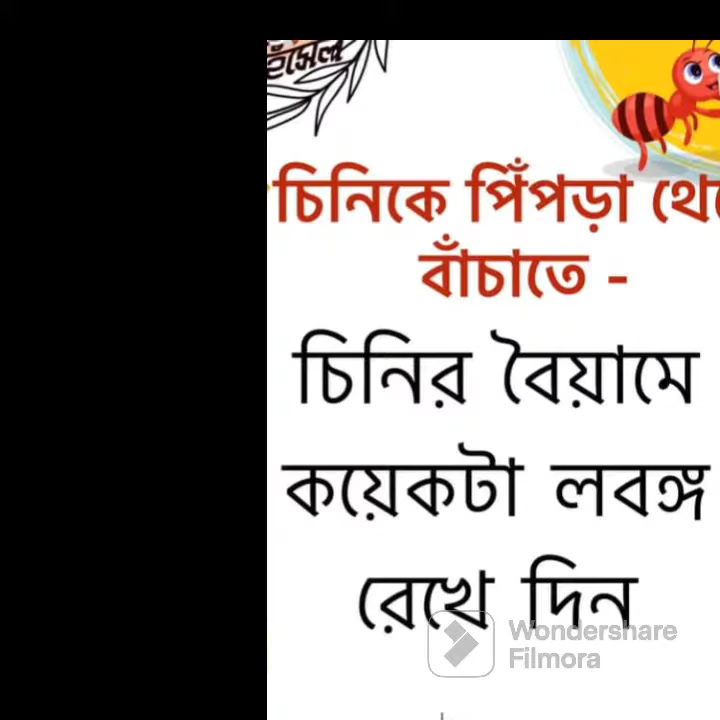 হেঁসেল
চিনিকে পিঁপড়া থে
বাঁচাতে -
চিনির বৈয়ামে
কয়েকটা লবঙ্গ
রেখে দিন
Wondershare
Filmora